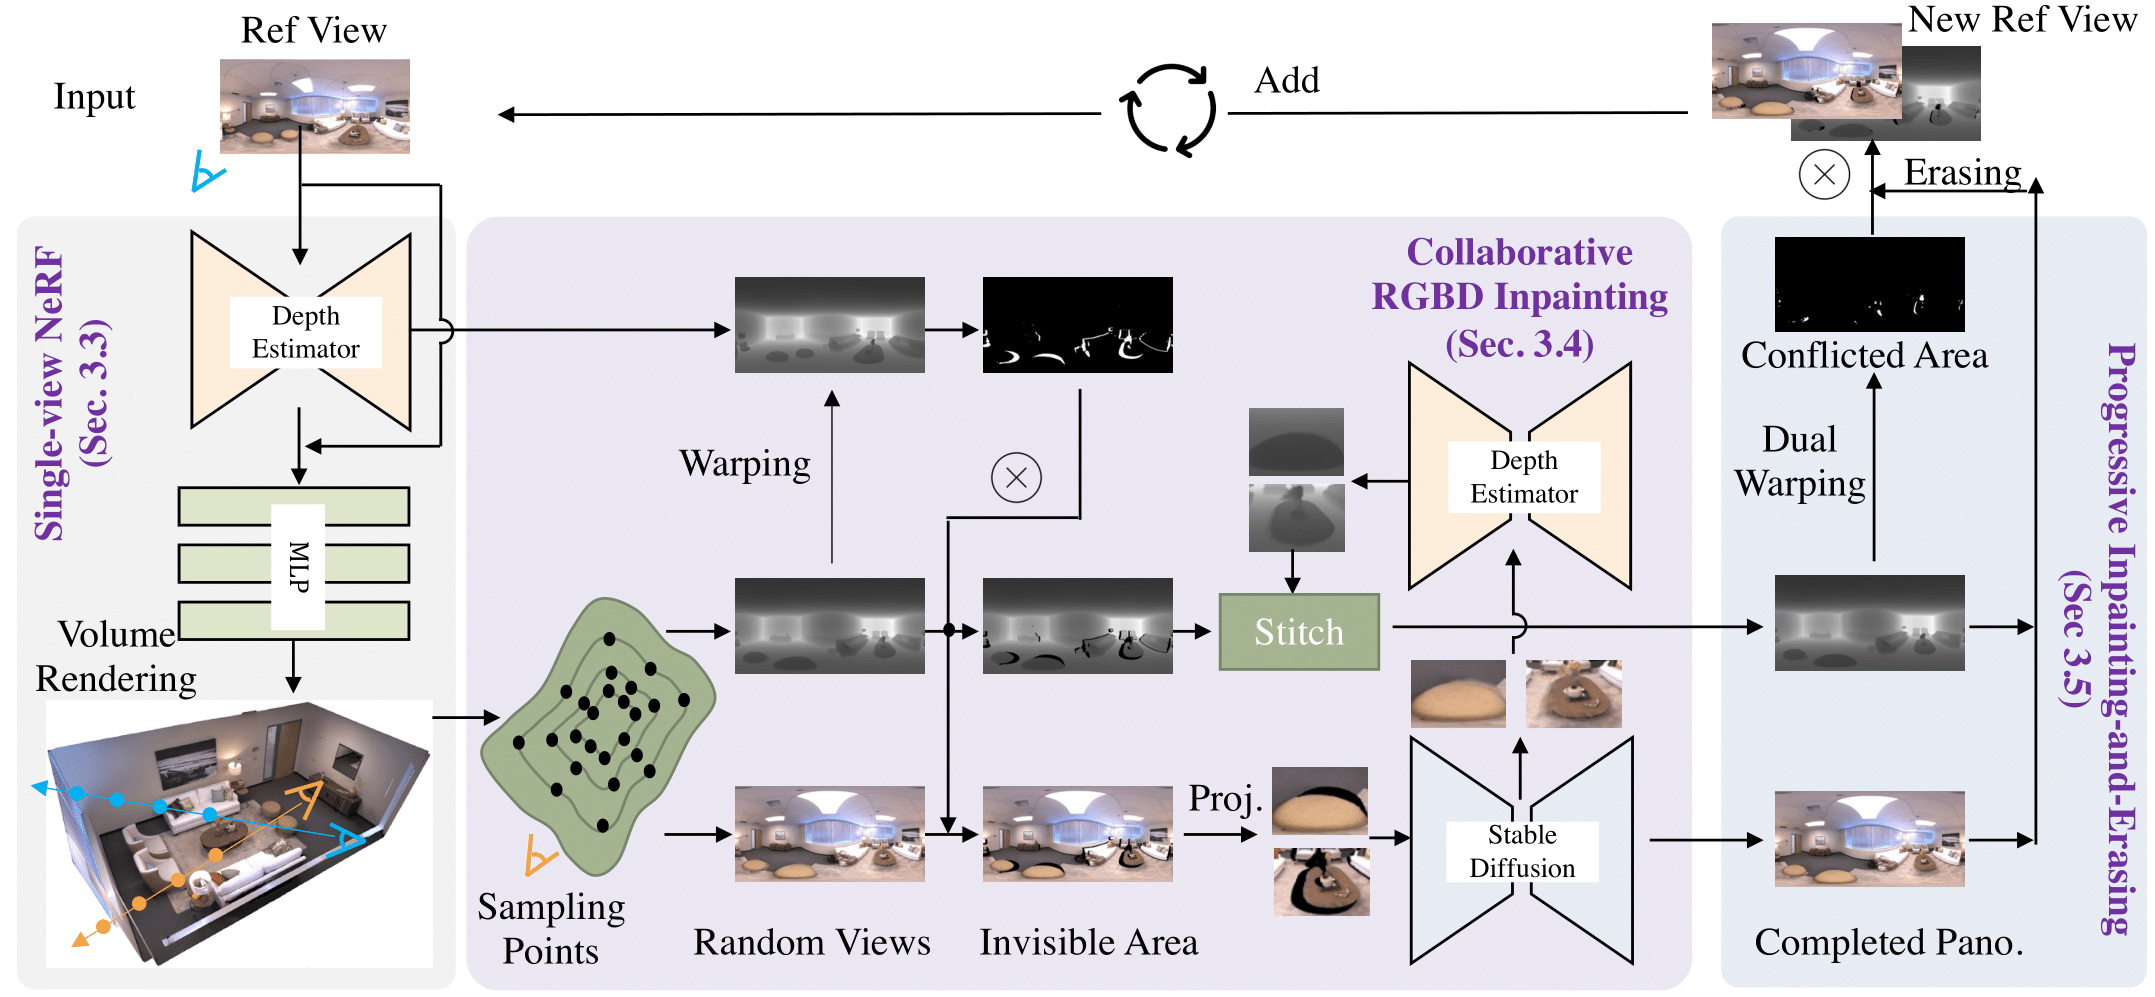 Ref View
Input
Add
New Ref View
Erasing
Single-view NeRF
(Sec. 3.3)
Depth
Estimator
MLP
Volume
Rendering
Collaborative
RGBD Inpainting
(Sec. 3.4)
Warping
Depth
Estimator
Stitch
Proj.
Stable
Diffusion
Sampling
Points
Random Views
Invisible Area
Conflicted Area
Dual
Warping
Progressive Inpainting-and-Erasing
(Sec 3.5)
Completed Pano.